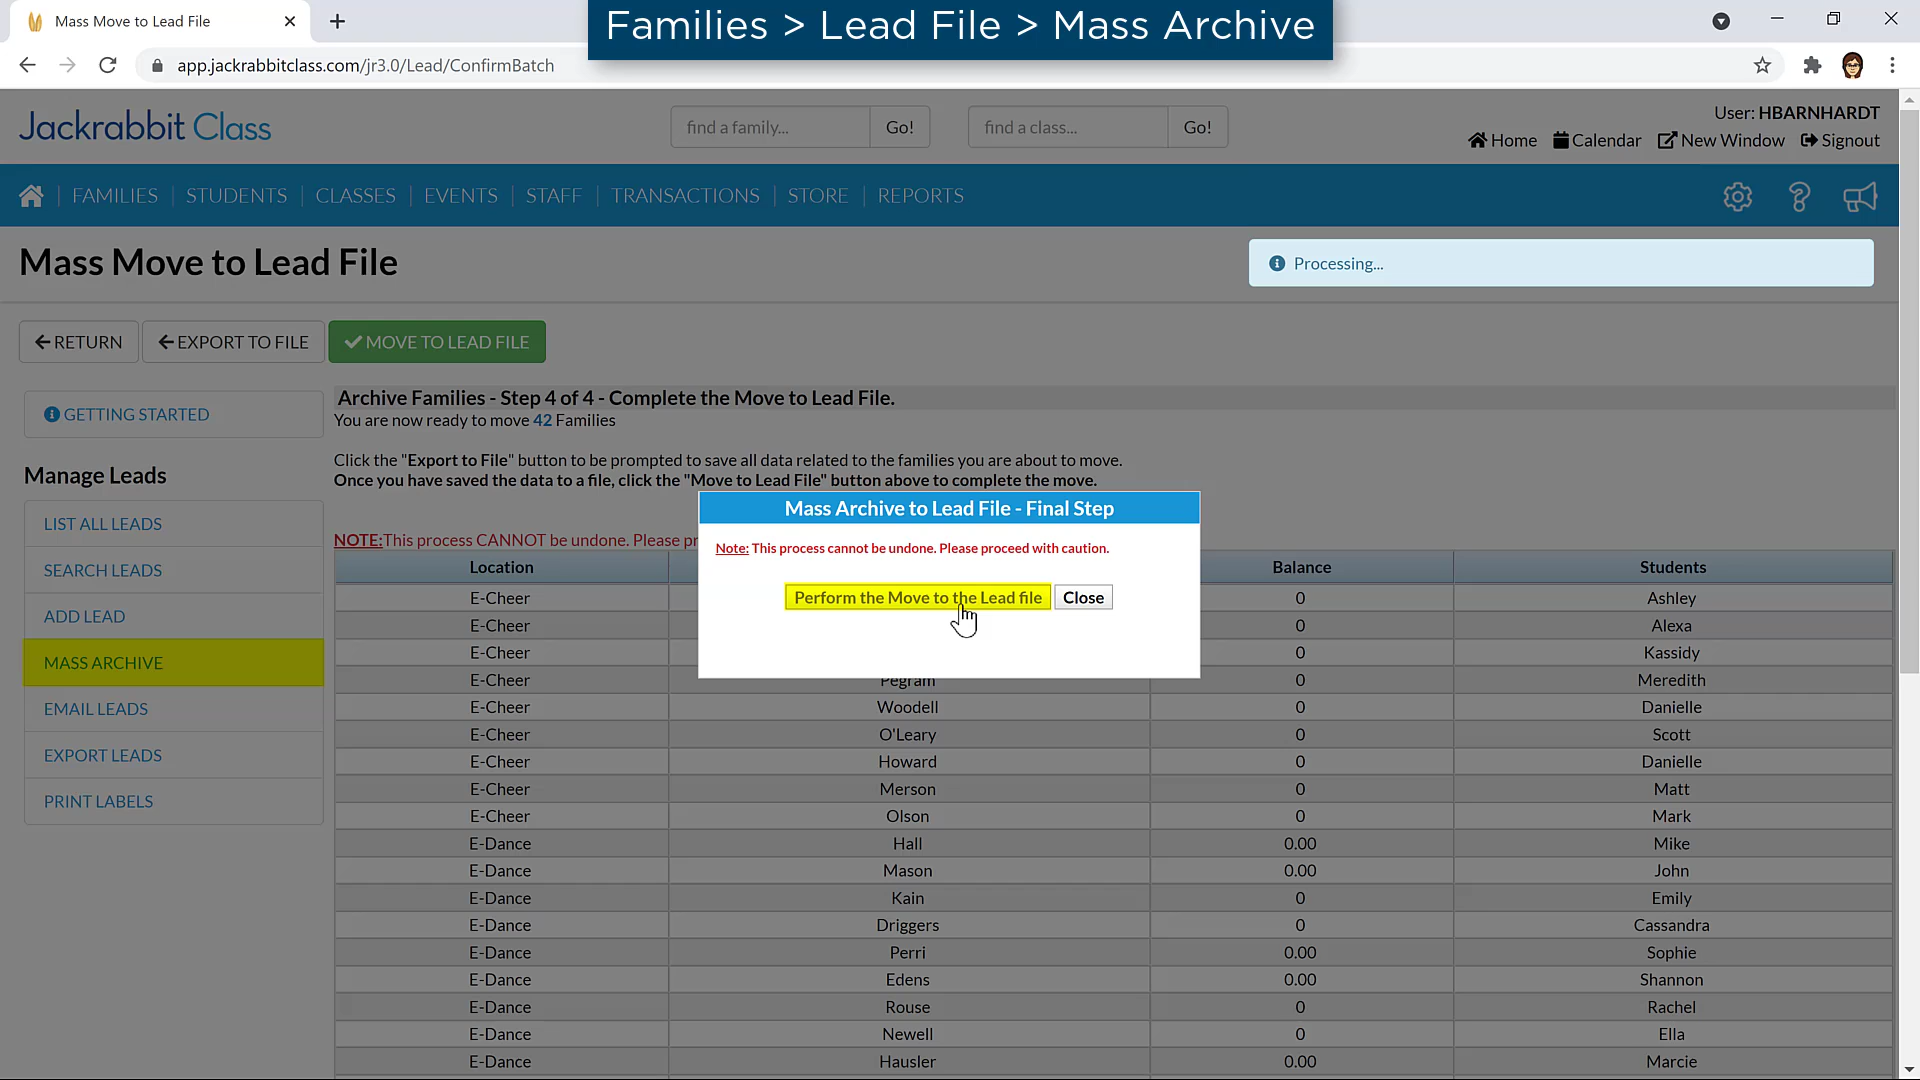 Mass Move to Lead File
Families > Lead File > Mass Archive
app.jackrabbitclass.com/jr3.0/Lead/ConfirmBatch
Jackrabbit Class
find a family...
Go!
find a class...
Go!
User: HBARNHARDT
Home
Calendar
New Window
Signout
FAMILIES
STUDENTS
CLASSES
EVENTS
STAFF
TRANSACTIONS
STORE
REPORTS
Mass Move to Lead File
Processing...
RETURN
EXPORT TO FILE
MOVE TO LEAD FILE
GETTING STARTED
Manage Leads
LIST ALL LEADS
SEARCH LEADS
ADD LEAD
MASS ARCHIVE
EMAIL LEADS
EXPORT LEADS
PRINT LABELS
Archive Families - Step 4 of 4 - Complete the Move to Lead File.
You are now ready to move 42 Families
Click the "Export to File" button to be prompted to save all data related to the families you are about to move.
Once you have saved the data to a file, click the "Move to Lead File" button above to complete the move.
NOTE:This process CANNOT be undone. Please pr
Mass Archive to Lead File - Final Step
Note: This process cannot be undone. Please proceed with caution.
Perform the Move to the Lead file
Close
Location Balance Students
E-Cheer 0 Ashley
E-Cheer 0 Alexa
E-Cheer 0 Kassidy
E-Cheer Pegram 0 Meredith
E-Cheer Woodell 0 Danielle
E-Cheer O'Leary 0 Scott
E-Cheer Howard 0 Danielle
E-Cheer Merson 0 Matt
E-Cheer Olson 0 Mark
E-Dance Hall 0.00 Mike
E-Dance Mason 0.00 John
E-Dance Kain 0 Emily
E-Dance Driggers 0 Cassandra
E-Dance Perri 0.00 Sophie
E-Dance Edens 0.00 Shannon
E-Dance Rouse 0 Rachel
E-Dance Newell 0 Ella
E-Dance Hausler 0.00 Marcie